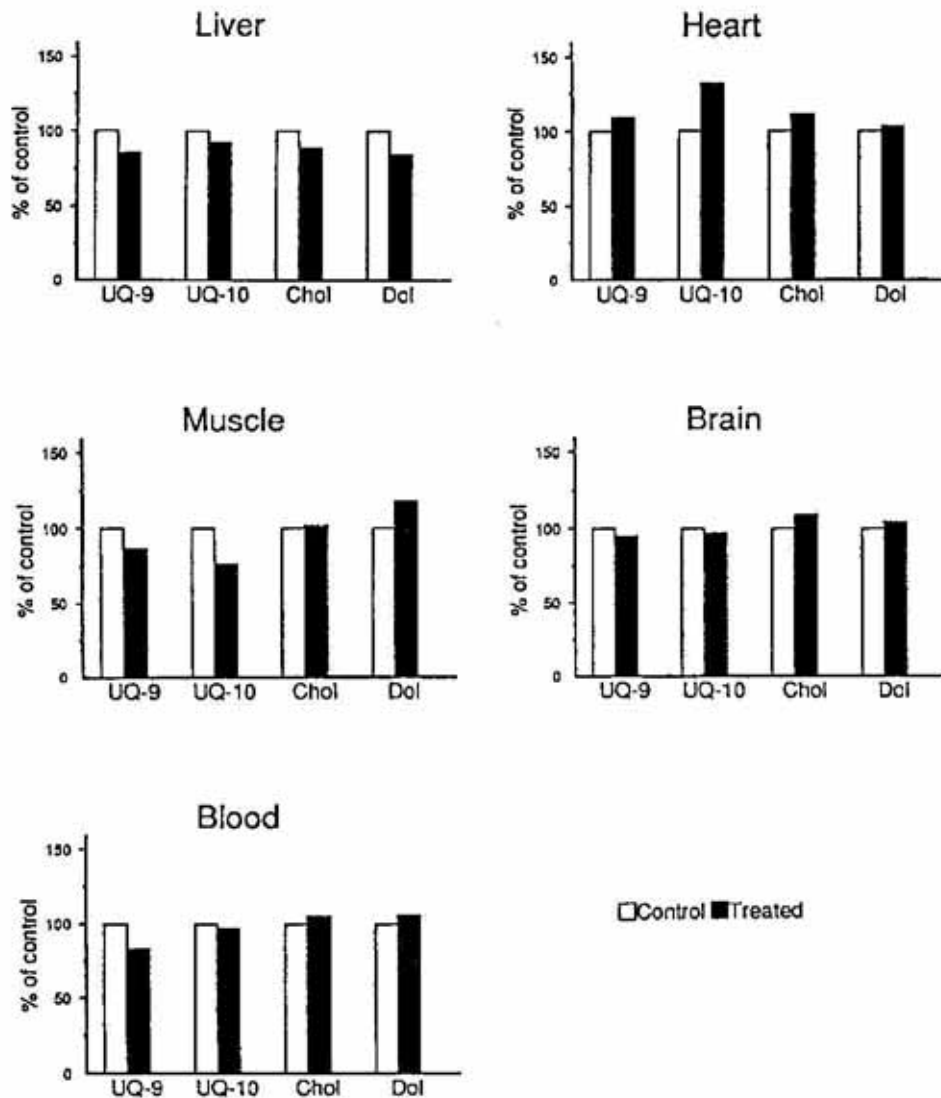 Liver
150
100
50
0
% of control
UQ-9 UQ-10 Chol Dol
Heart
150
100
50
0
% of control
UQ-9 UQ-10 Chol Dol
Muscle
150
100
50
0
% of control
UQ-9 UQ-10 Chol Dol
Brain
150
100
50
0
% of control
UQ-9 UQ-10 Chol Dol
Blood
150
100
50
0
% of control
UQ-9 UQ-10 Chol Dol
Control Treated